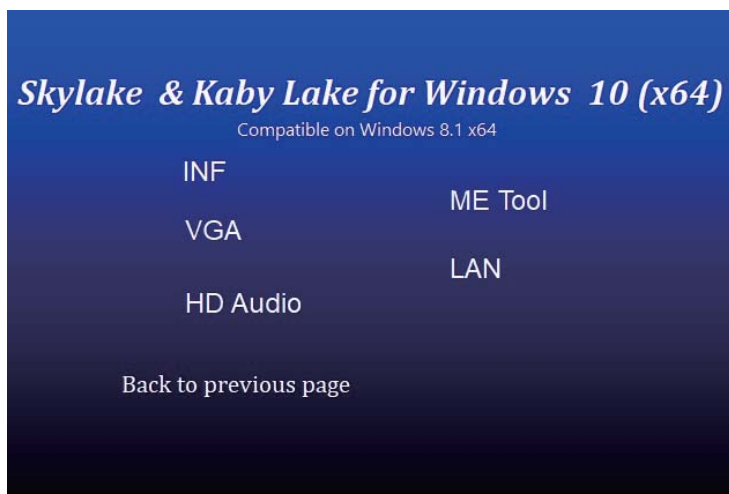 Skylake & Kaby Lake for Windows 10 (x64)
Compatible on Windows 8.1 x64
INF
ME Tool
VGA
LAN
HD Audio
Back to previous page